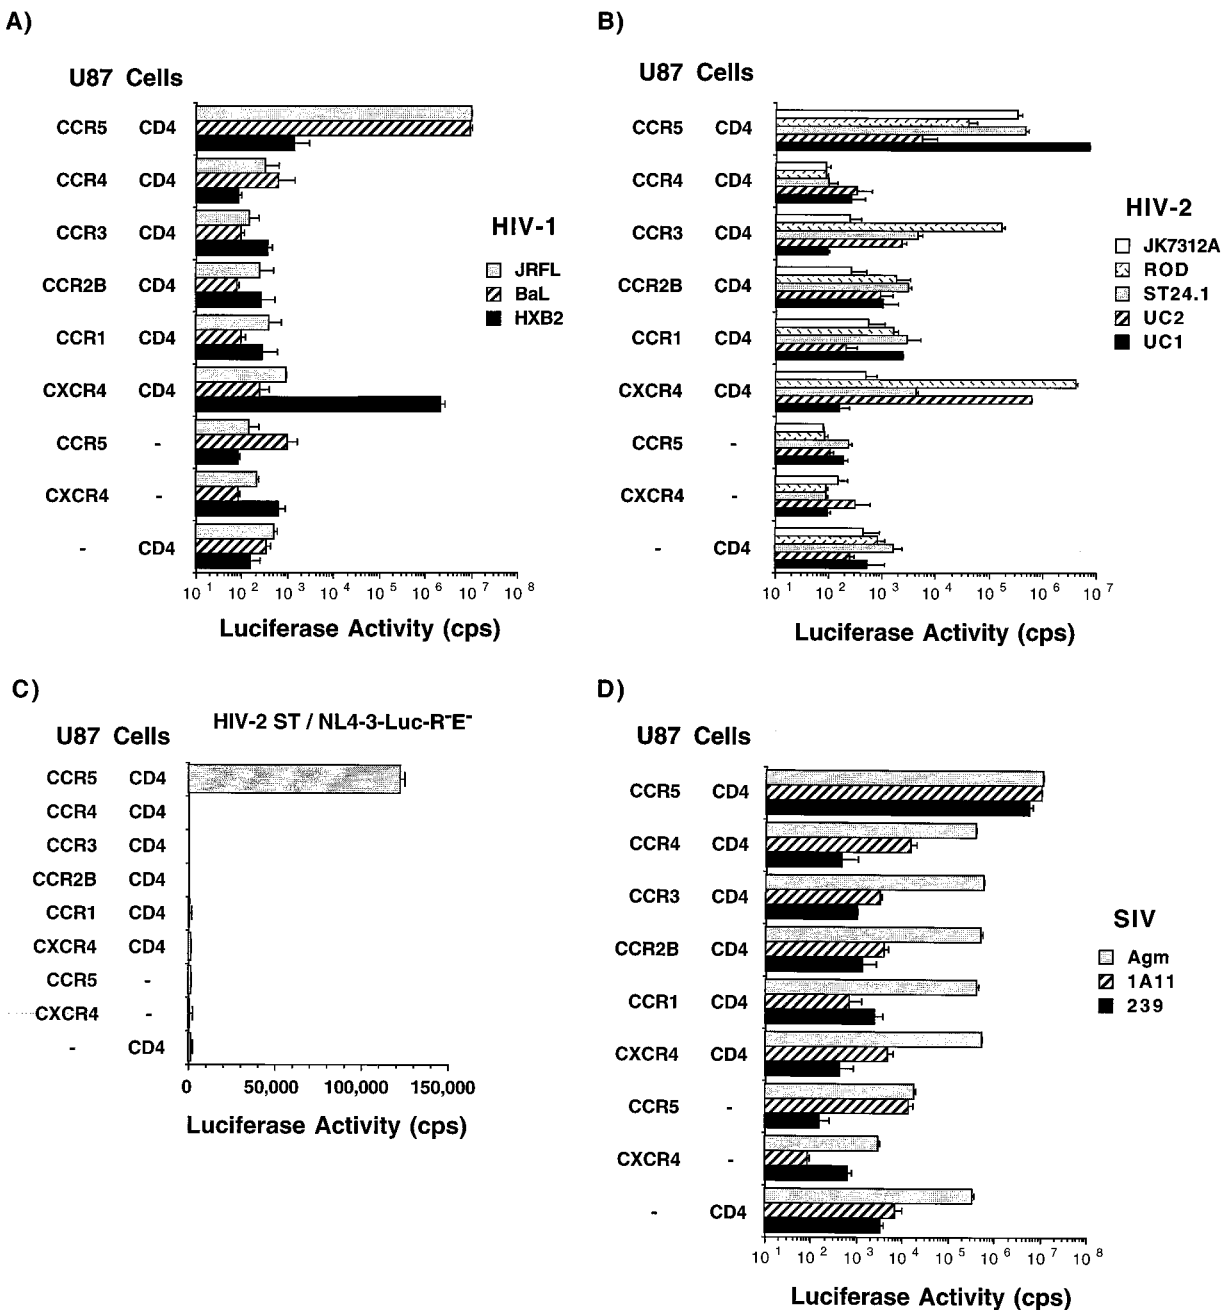 A)
U87 Cells
CCR5 CD4
CCR4 CD4
CCR3 CD4
CCR2B CD4
CCR1 CD4
CXCR4 CD4
CCR5 -
CXCR4 -
- CD4
HIV-1
JRFL
BaL
HXB2
10 1 10 2 10 3 10 4 10 5 10 6 10 7 10 8
Luciferase Activity (cps)
B)
U87 Cells
CCR5 CD4
CCR4 CD4
CCR3 CD4
CCR2B CD4
CCR1 CD4
CXCR4 CD4
CCR5 -
CXCR4 -
- CD4
HIV-2
JK7312A
ROD
ST24.1
UC2
UC1
10 1 10 2 10 3 10 4 10 5 10 6 10 7
Luciferase Activity (cps)
C)
HIV-2 ST / NL4-3-Luc-R-E-
U87 Cells
CCR5 CD4
CCR4 CD4
CCR3 CD4
CCR2B CD4
CCR1 CD4
CXCR4 CD4
CCR5 -
CXCR4 -
- CD4
0 50,000 100,000 150,000
Luciferase Activity (cps)
D)
U87 Cells
CCR5 CD4
CCR4 CD4
CCR3 CD4
CCR2B CD4
CCR1 CD4
CXCR4 CD4
CCR5 -
CXCR4 -
- CD4
SIV
Agm
1A11
239
10 1 10 2 10 3 10 4 10 5 10 6 10 7 10 8
Luciferase Activity (cps)